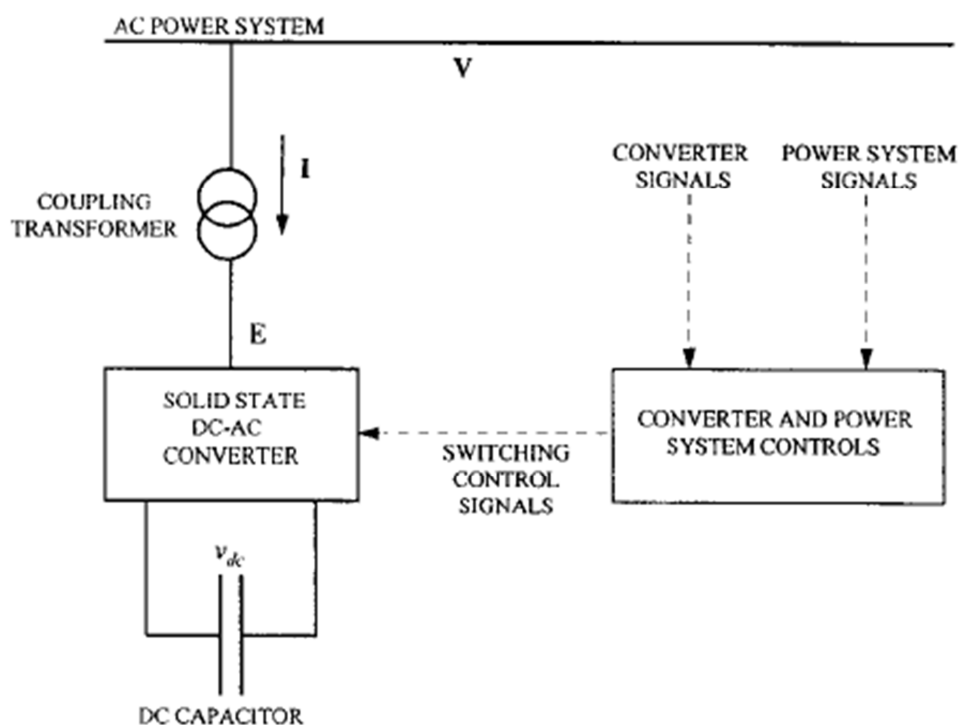 AC POWER SYSTEM
V
I
COUPLING
TRANSFORMER
E
CONVERTER
SIGNALS
POWER SYSTEM
SIGNALS
SOLID STATE
DC-AC
CONVERTER
SWITCHING
CONTROL
SIGNALS
CONVERTER AND POWER
SYSTEM CONTROLS
vdc
DC CAPACITOR